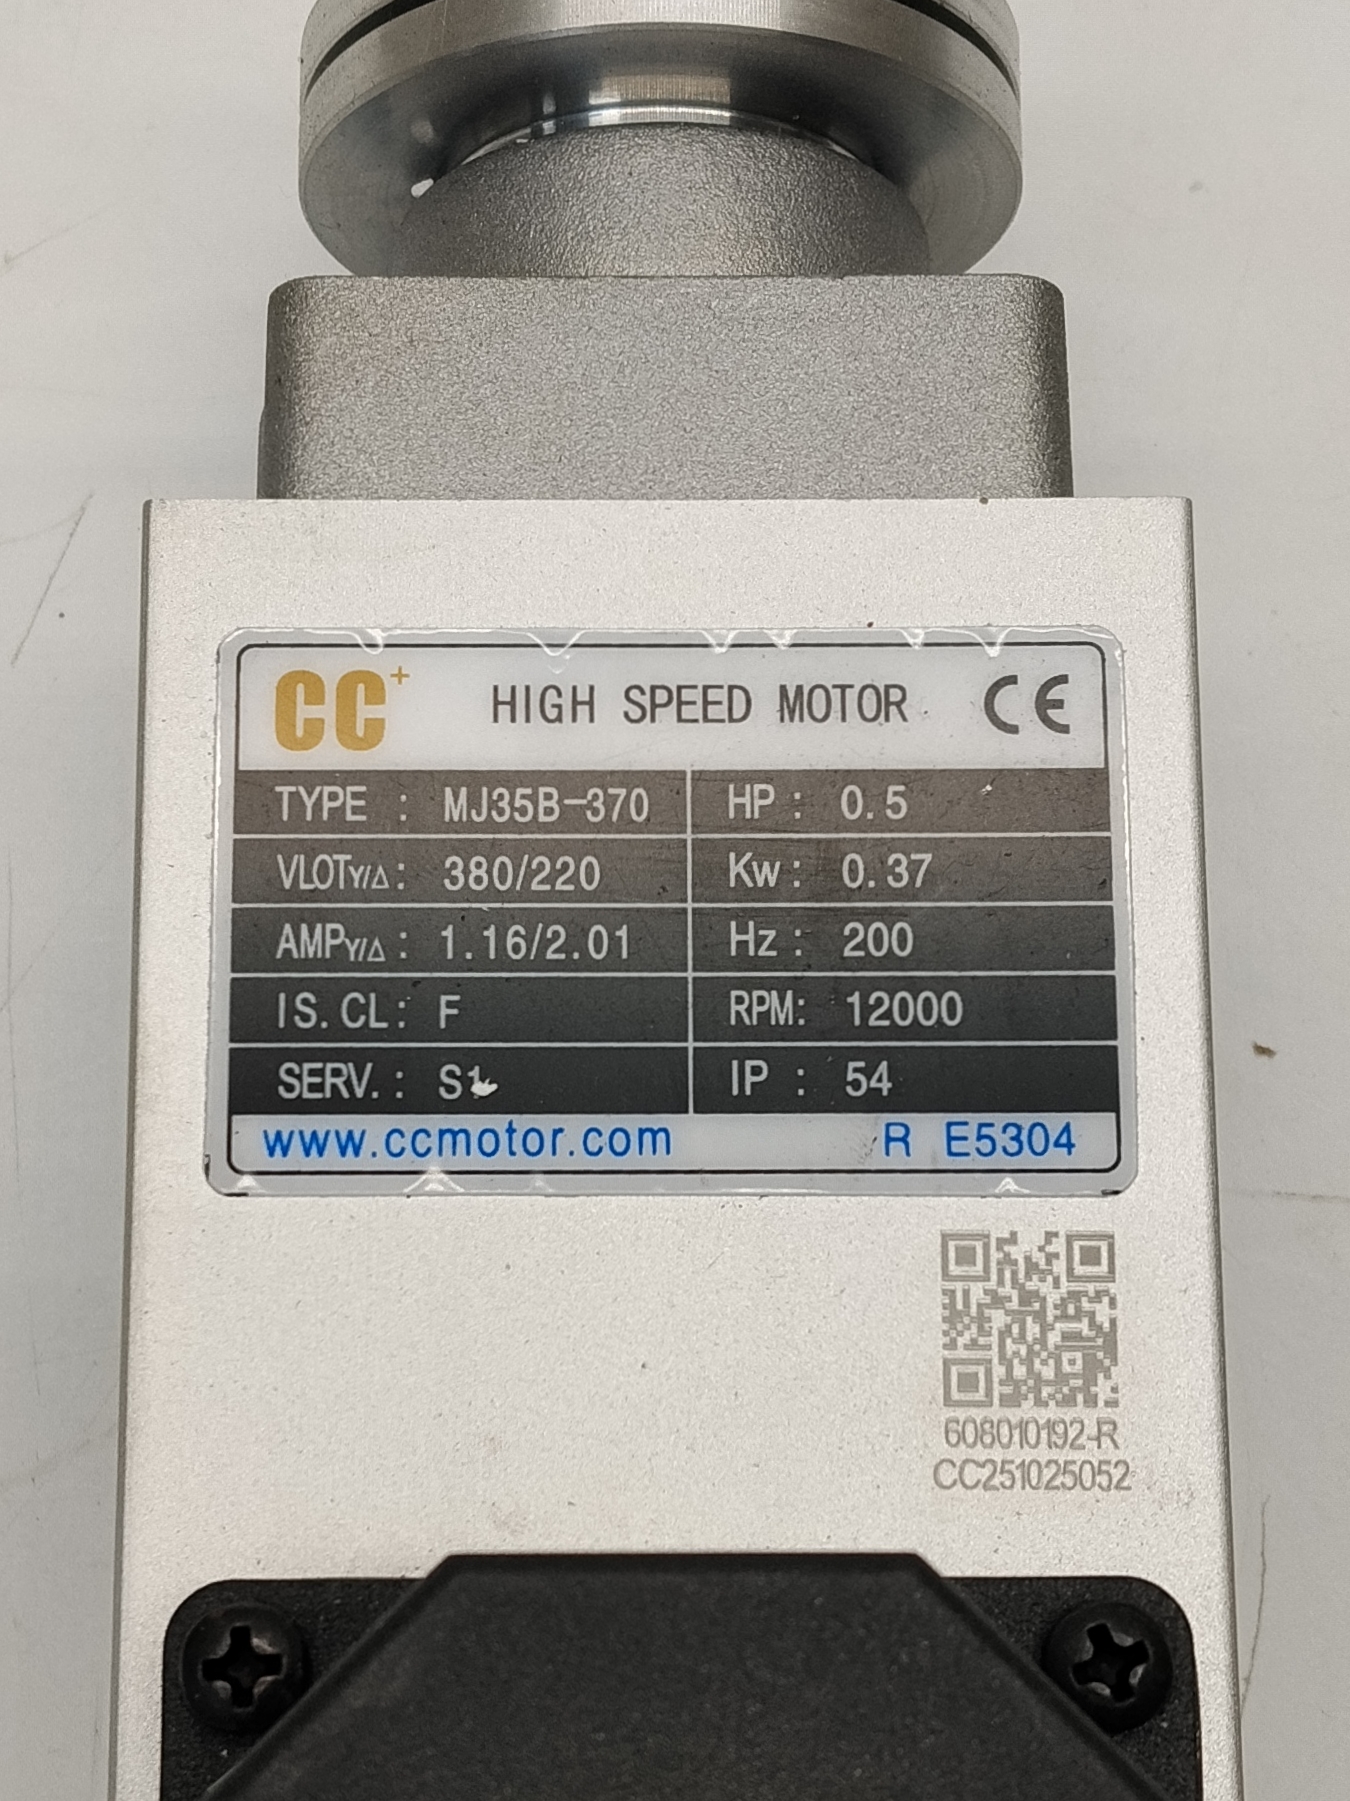 CC+ HIGH SPEED MOTOR CE
TYPE : MJ35B-370 HP : 0.5
VLOTY/Δ : 380/220 Kw : 0.37
AMPY/Δ : 1.16/2.01 Hz : 200
IS.CL : F RPM: 12000
SERV. : S1 IP : 54
www.ccmotor.com R E5304
608010192-R
CC251025052